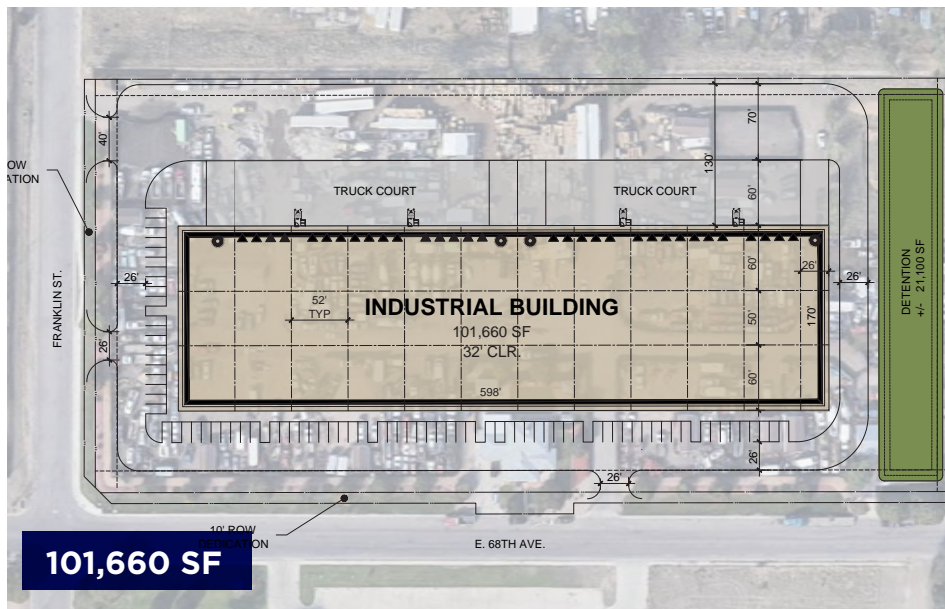 70'
40'
130'
OW
ATION
TRUCK COURT
TRUCK COURT
60'
60'
26'
26'
26'
DETENTION
+/- 21,100 SF
FRANKLIN ST.
52'
TYP
INDUSTRIAL BUILDING
101,660 SF
32' CLR.
50'
170'
26'
60'
598'
26'
26'
10' ROW
DEDICATION
E. 68TH AVE.
101,660 SF